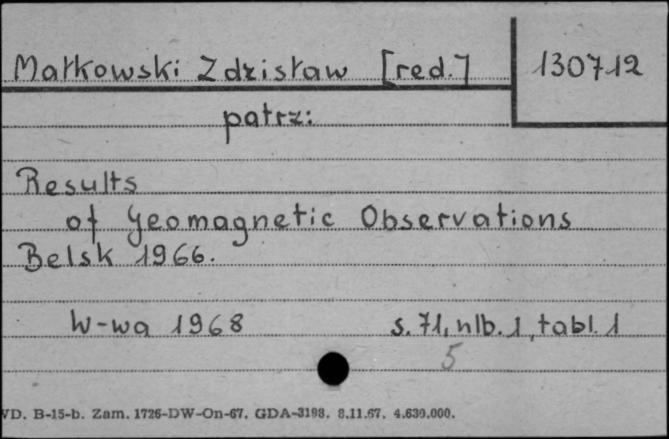 Małkowski Zdzisław [red.] 130712
patrz:
Results
of Geomagnetic Observations
Belsk 1966.
W-wa 1968 s. 71, nlb. 1, tabl. 1
5
VD. B-15-b. Zam. 1726-DW-On-67. GDA-3198. 8.11.67. 4.630.000.